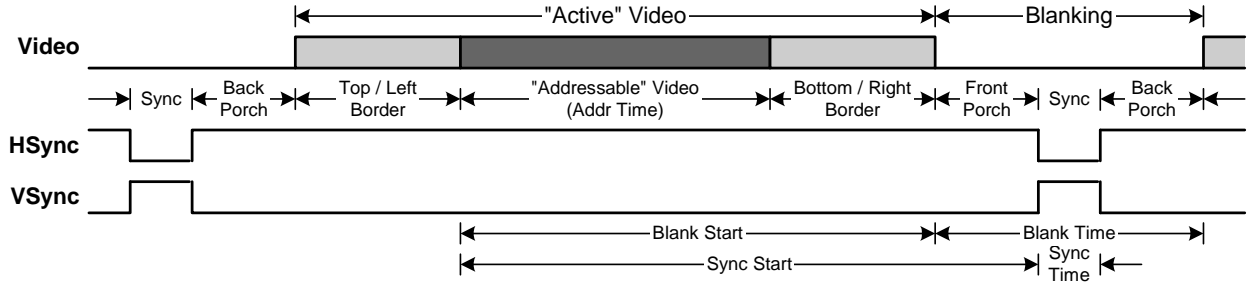 "Active" Video
Blanking
Video
Sync
Back
Porch
Top / Left
Border
"Addressable" Video
(Addr Time)
Bottom / Right
Border
Front
Porch
Sync
Back
Porch
HSync
VSync
Blank Start
Blank Time
Sync Start
Sync
Time